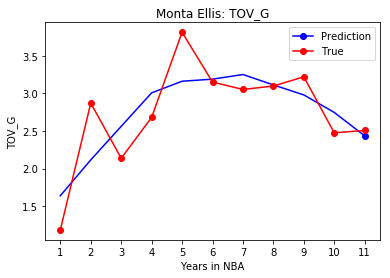 Monta Ellis: TOV_G
Prediction
True
TOV_G
3.5
3.0
2.5
2.0
1.5
1 2 3 4 5 6 7 8 9 10 11
Years in NBA